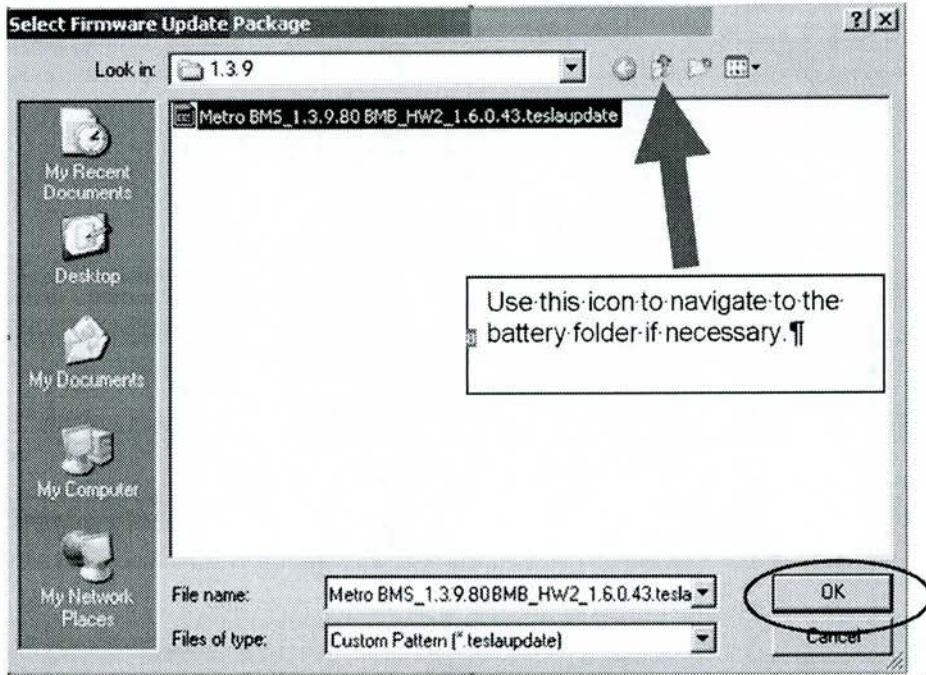 Select Firmware Update Package
Look in: 1.3.9
Metro BMS_1.3.9.80 BMB_HW2_1.6.0.43.teslaupdate
My Recent
Documents
Desktop
My Documents
My Computer
My Network
Places
Use·this·icon·to·navigate·to·the·
battery·folder·if·necessary.¶
File name: Metro BMS_1.3.9.80BMB_HW2_1.6.0.43.tesla
OK
Files of type: Custom Pattern (*.teslaupdate)
Cancel